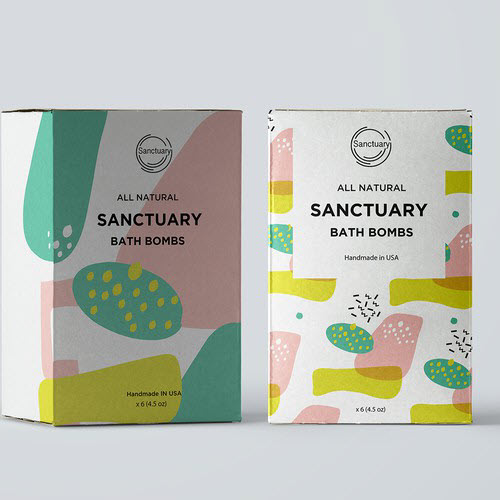 Sanctuary
ALL NATURAL
SANCTUARY
BATH BOMBS
Handmade IN USA
x 6 (4.5 oz)
Sanctuary
ALL NATURAL
SANCTUARY
BATH BOMBS
Handmade in USA
x 6 (4.5 oz)